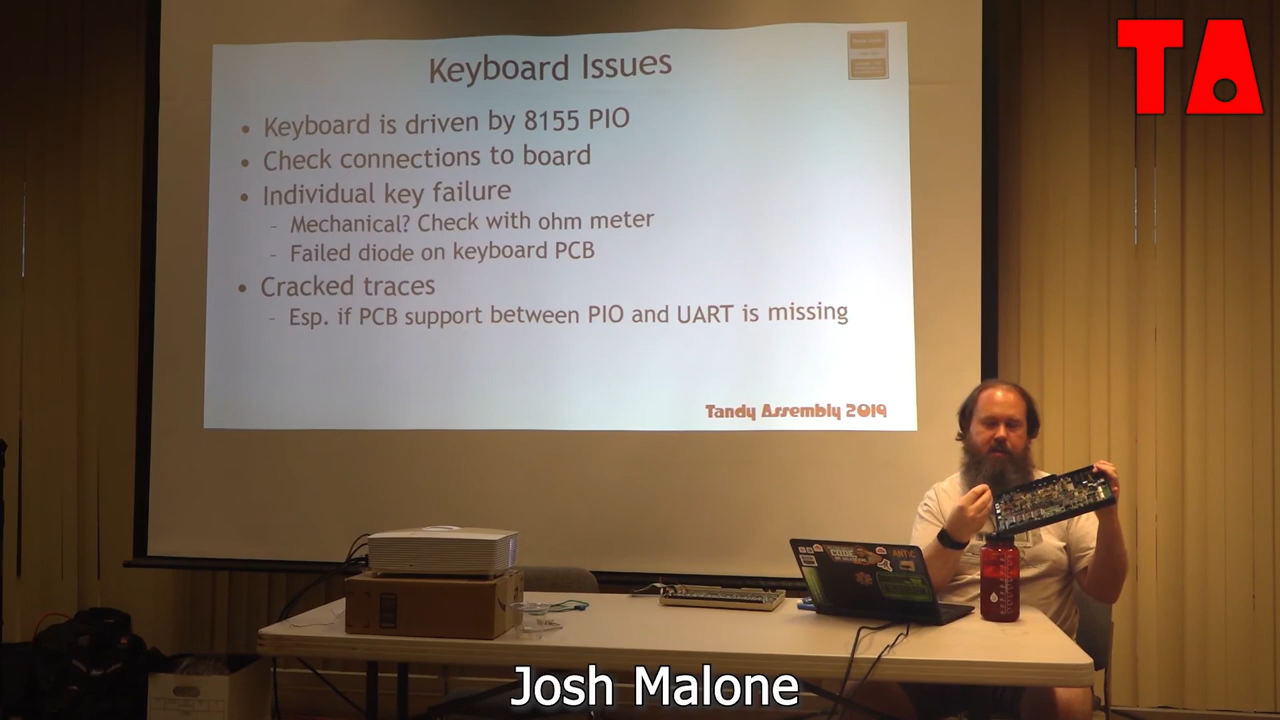 Keyboard Issues
TA
• Keyboard is driven by 8155 PIO
• Check connections to board
• Individual key failure
- Mechanical? Check with ohm meter
- Failed diode on keyboard PCB
• Cracked traces
- Esp. if PCB support between PIO and UART is missing
Tandy Assembly 2019
CODE
ANTIC
Josh Malone